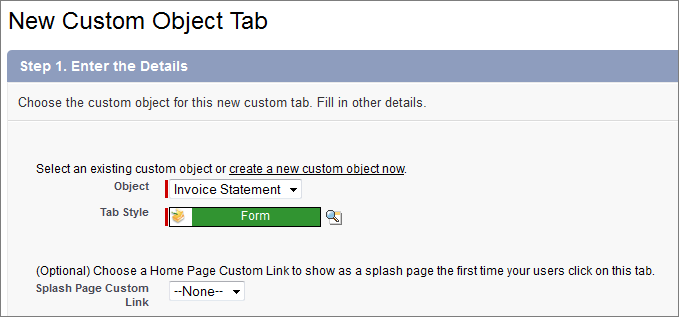 New Custom Object Tab
Step 1. Enter the Details
Choose the custom object for this new custom tab. Fill in other details.
Select an existing custom object or create a new custom object now.
Object Invoice Statement
Tab Style Form
(Optional) Choose a Home Page Custom Link to show as a splash page the first time your users click on this tab.
Splash Page Custom --None--
Link